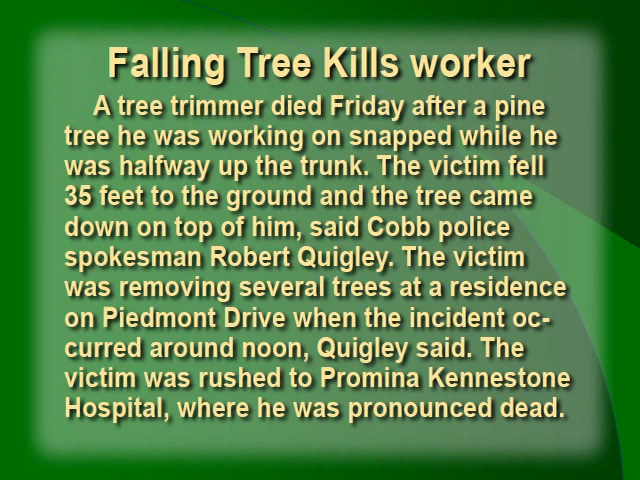 Falling Tree Kills worker
A tree trimmer died Friday after a pine
tree he was working on snapped while he
was halfway up the trunk. The victim fell
35 feet to the ground and the tree came
down on top of him, said Cobb police
spokesman Robert Quigley. The victim
was removing several trees at a residence
on Piedmont Drive when the incident oc-
curred around noon, Quigley said. The
victim was rushed to Promina Kennestone
Hospital, where he was pronounced dead.